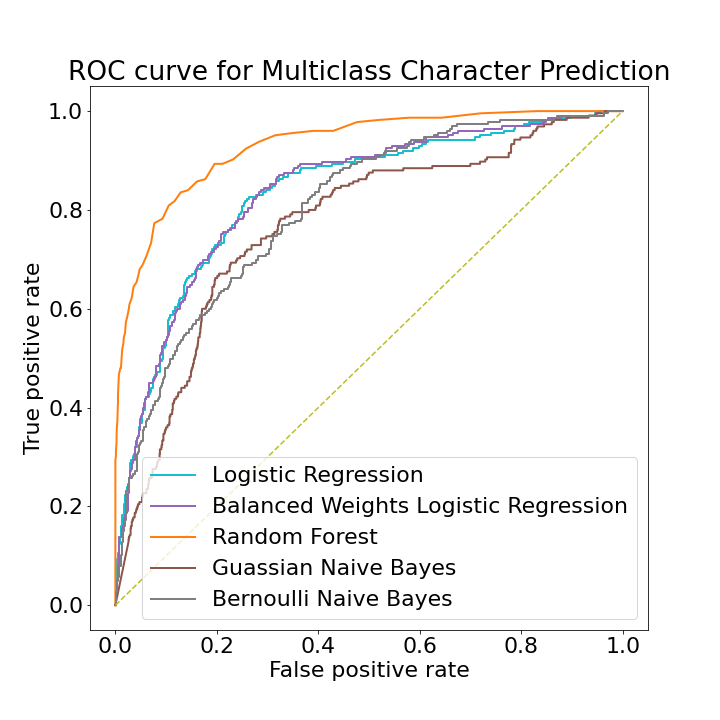 ROC curve for Multiclass Character Prediction
1.0
0.8
0.6
0.4
0.2
0.0
True positive rate
Logistic Regression
Balanced Weights Logistic Regression
Random Forest
Guassian Naive Bayes
Bernoulli Naive Bayes
0.0 0.2 0.4 0.6 0.8 1.0
False positive rate